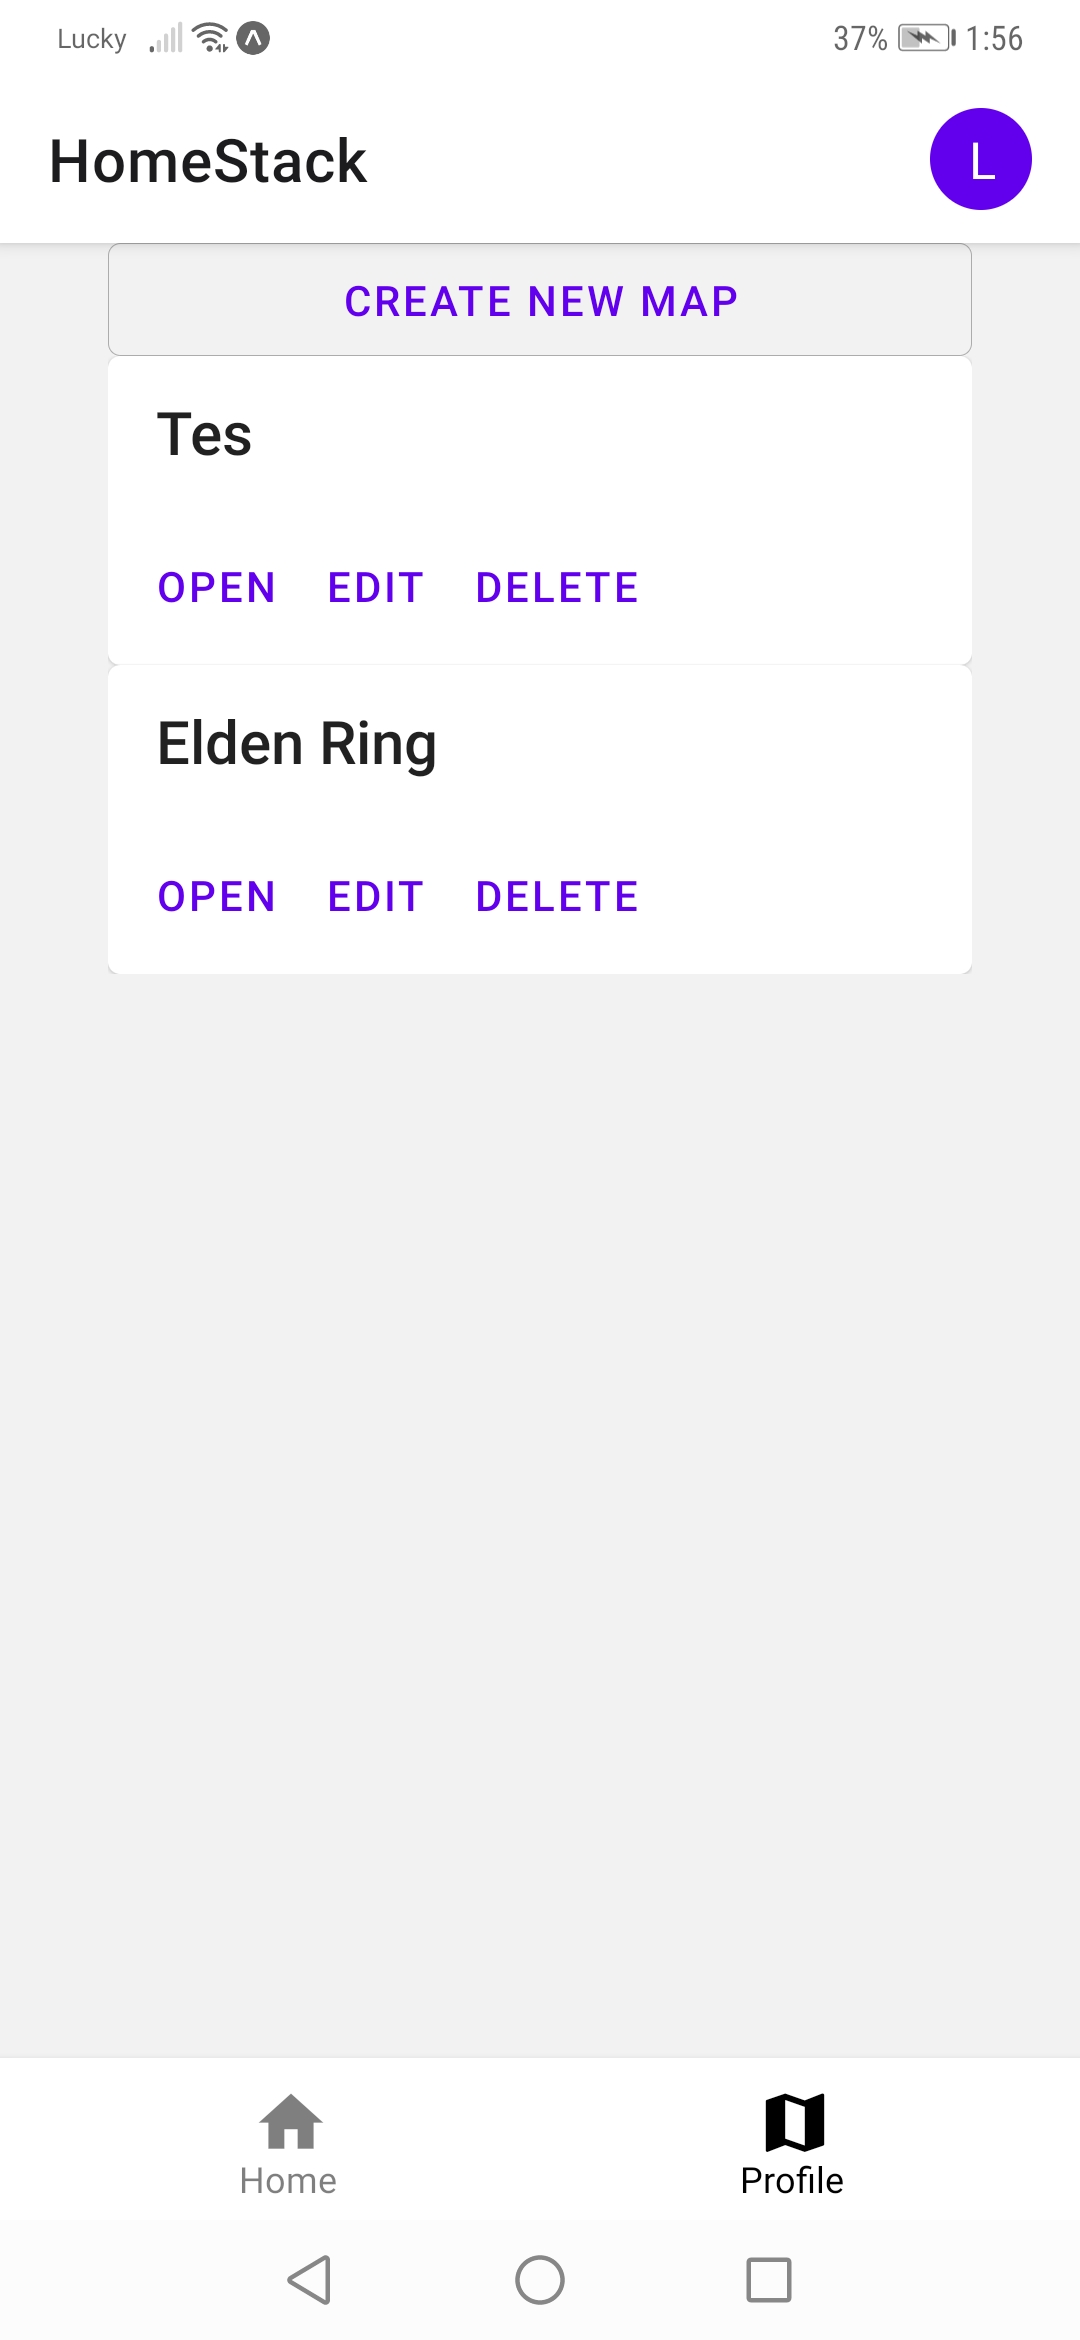 Lucky 37% 1:56
HomeStack L
CREATE NEW MAP
Tes
OPEN EDIT DELETE
Elden Ring
OPEN EDIT DELETE
Home Profile